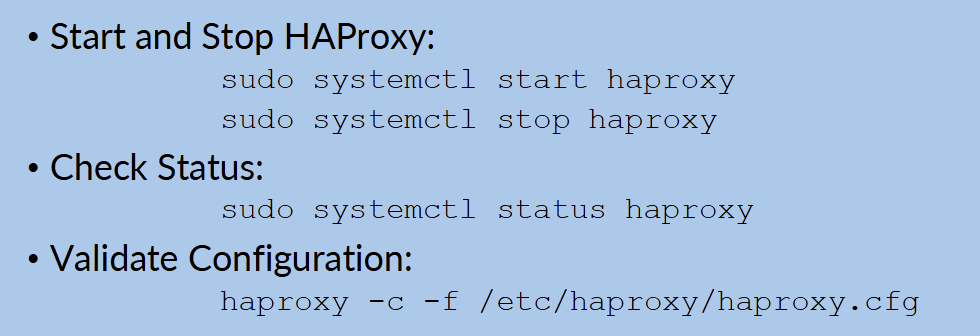 • Start and Stop HAProxy:
sudo systemctl start haproxy
sudo systemctl stop haproxy
• Check Status:
sudo systemctl status haproxy
• Validate Configuration:
haproxy -c -f /etc/haproxy/haproxy.cfg